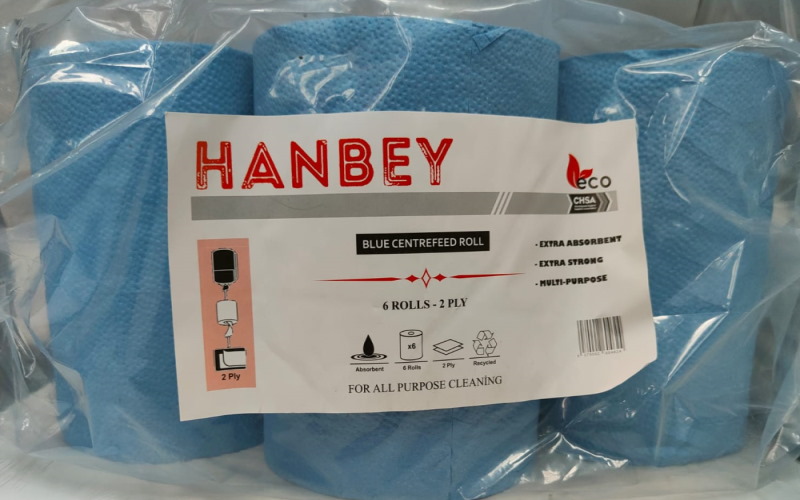 HANBEY
eco
CHSA
BLUE CENTREFEED ROLL
- EXTRA ABSORBENT
- EXTRA STRONG
- MULTI-PURPOSE
6 ROLLS - 2 PLY
x6
Absorbent
6 Rolls
2 Ply
Recycled
2 Ply
FOR ALL PURPOSE CLEANING